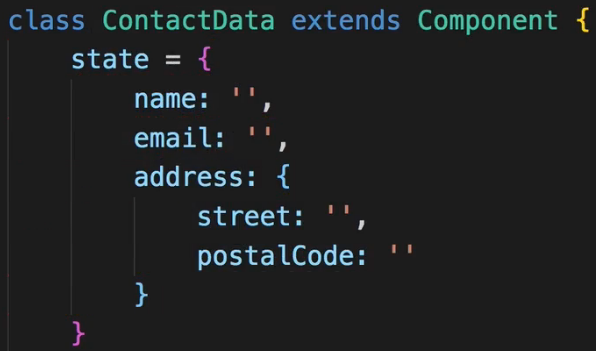 class ContactData extends Component {
    state = {
        name: '',
        email: '',
        address: {
            street: '',
            postalCode: ''
        }
    }